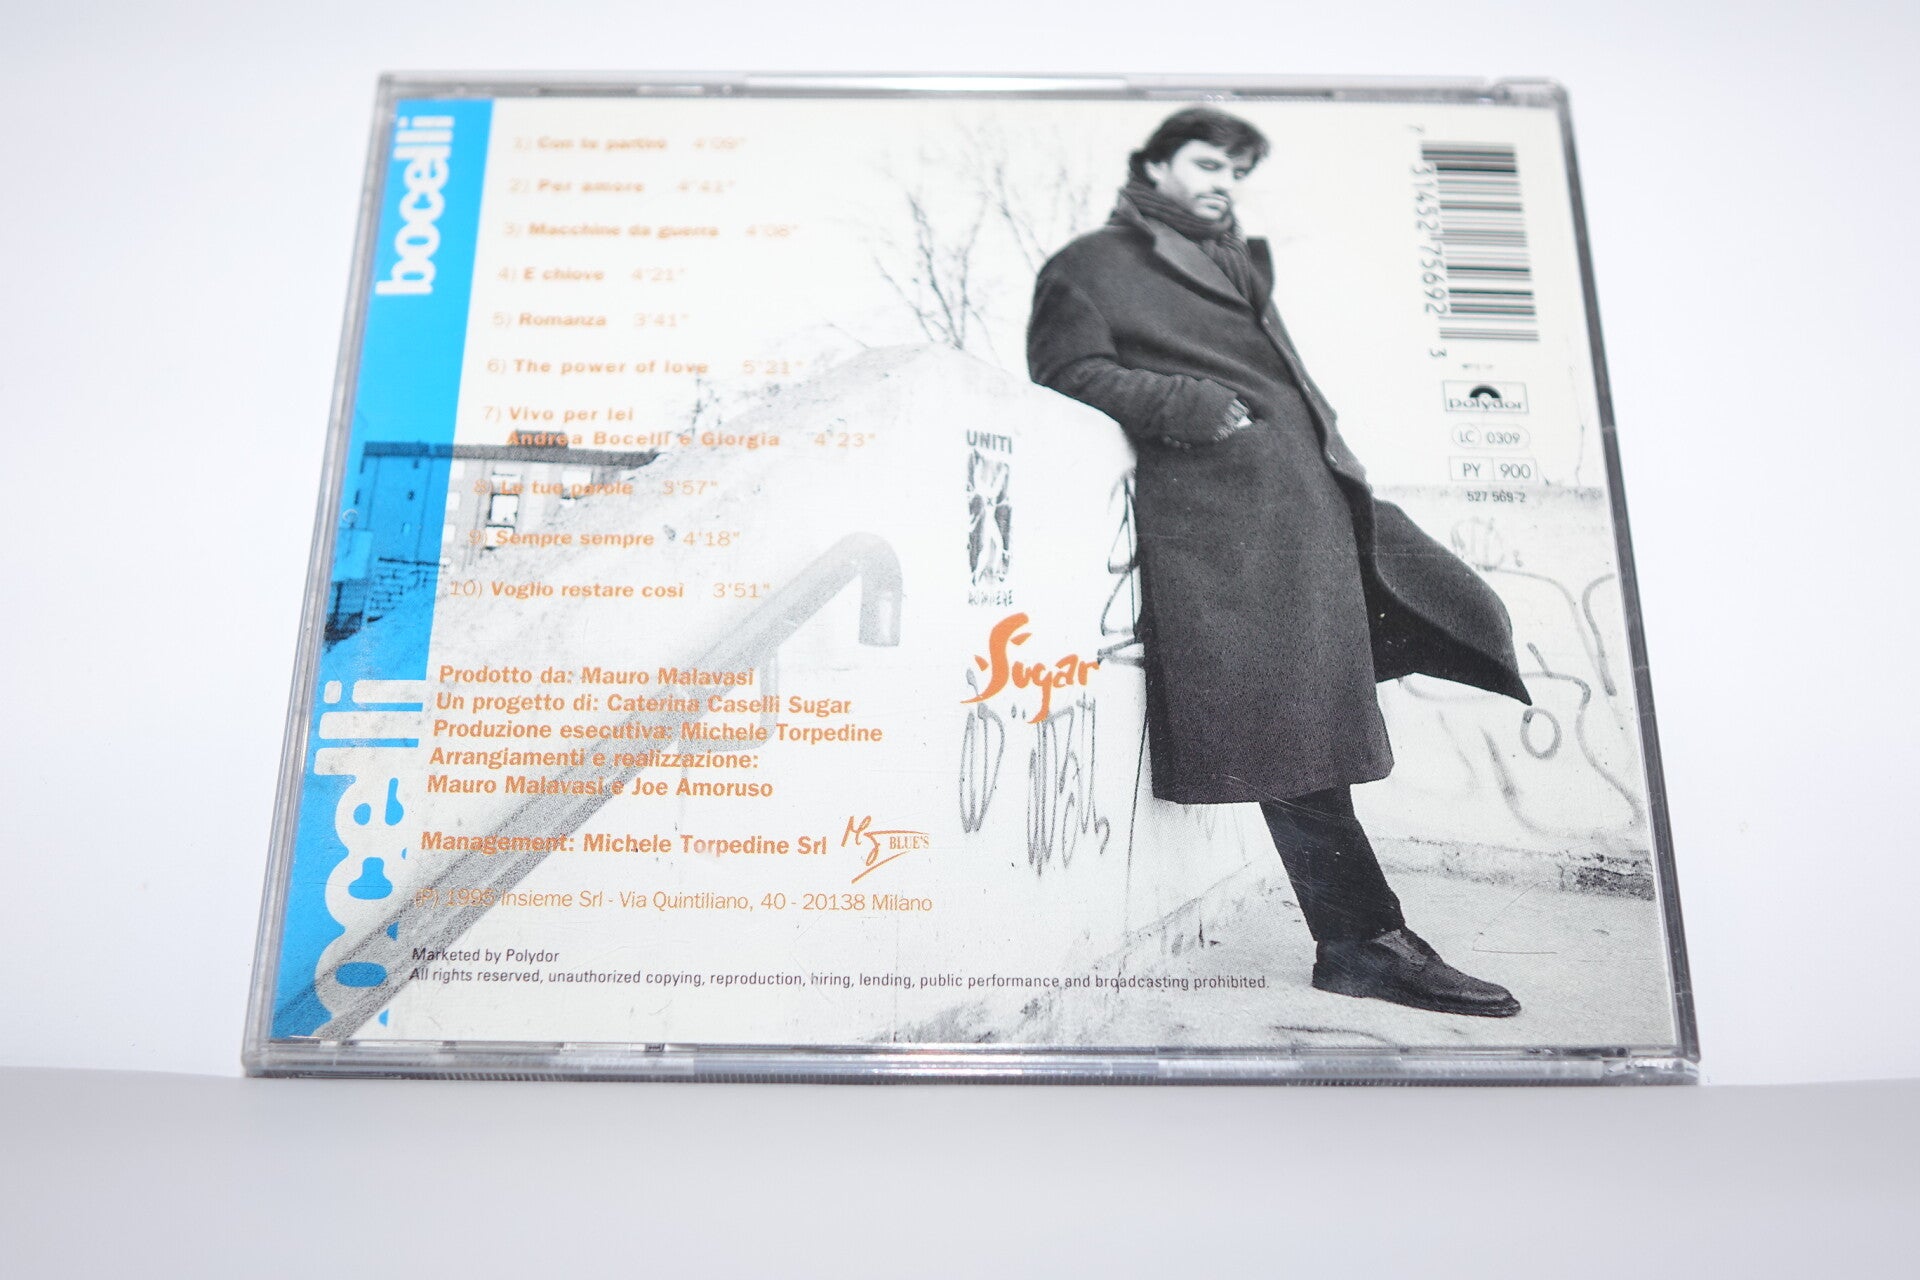 bocelli
1) Con te partirò 4'09"
2) Per amore 4'41"
3) Macchine da guerra 4'08"
4) E chiove 4'21"
5) Romanza 3'41"
6) The power of love 5'21"
7) Vivo per lei
Andrea Bocelli e Giorgia 4'23"
8) Le tue parole 3'57"
9) Sempre sempre 4'18"
10) Voglio restare così 3'51"
bocelli
Prodotto da: Mauro Malavasi
Un progetto di: Caterina Caselli Sugar
Produzione esecutiva: Michele Torpedine
Arrangiamenti e realizzazione:
Mauro Malavasi e Joe Amoruso
Management: Michele Torpedine Srl
BLUE'S
(P) 1995 Insieme Srl - Via Quintiliano, 40 - 20138 Milano
Marketed by Polydor
All rights reserved, unauthorized copying, reproduction, hiring, lending, public performance and broadcasting prohibited.
UNITI
Sugar
7 31452 75692 3
polydor
LC 0309
PY 900
527 569-2